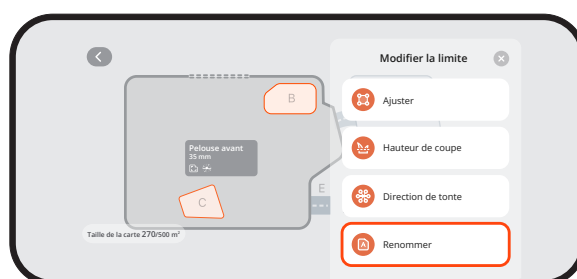 Modifier la limite
B
Ajuster
Pelouse avant
35 mm
Hauteur de coupe
E
Direction de tonte
C
Taille de la carte 270/500 m²
A
Renommer